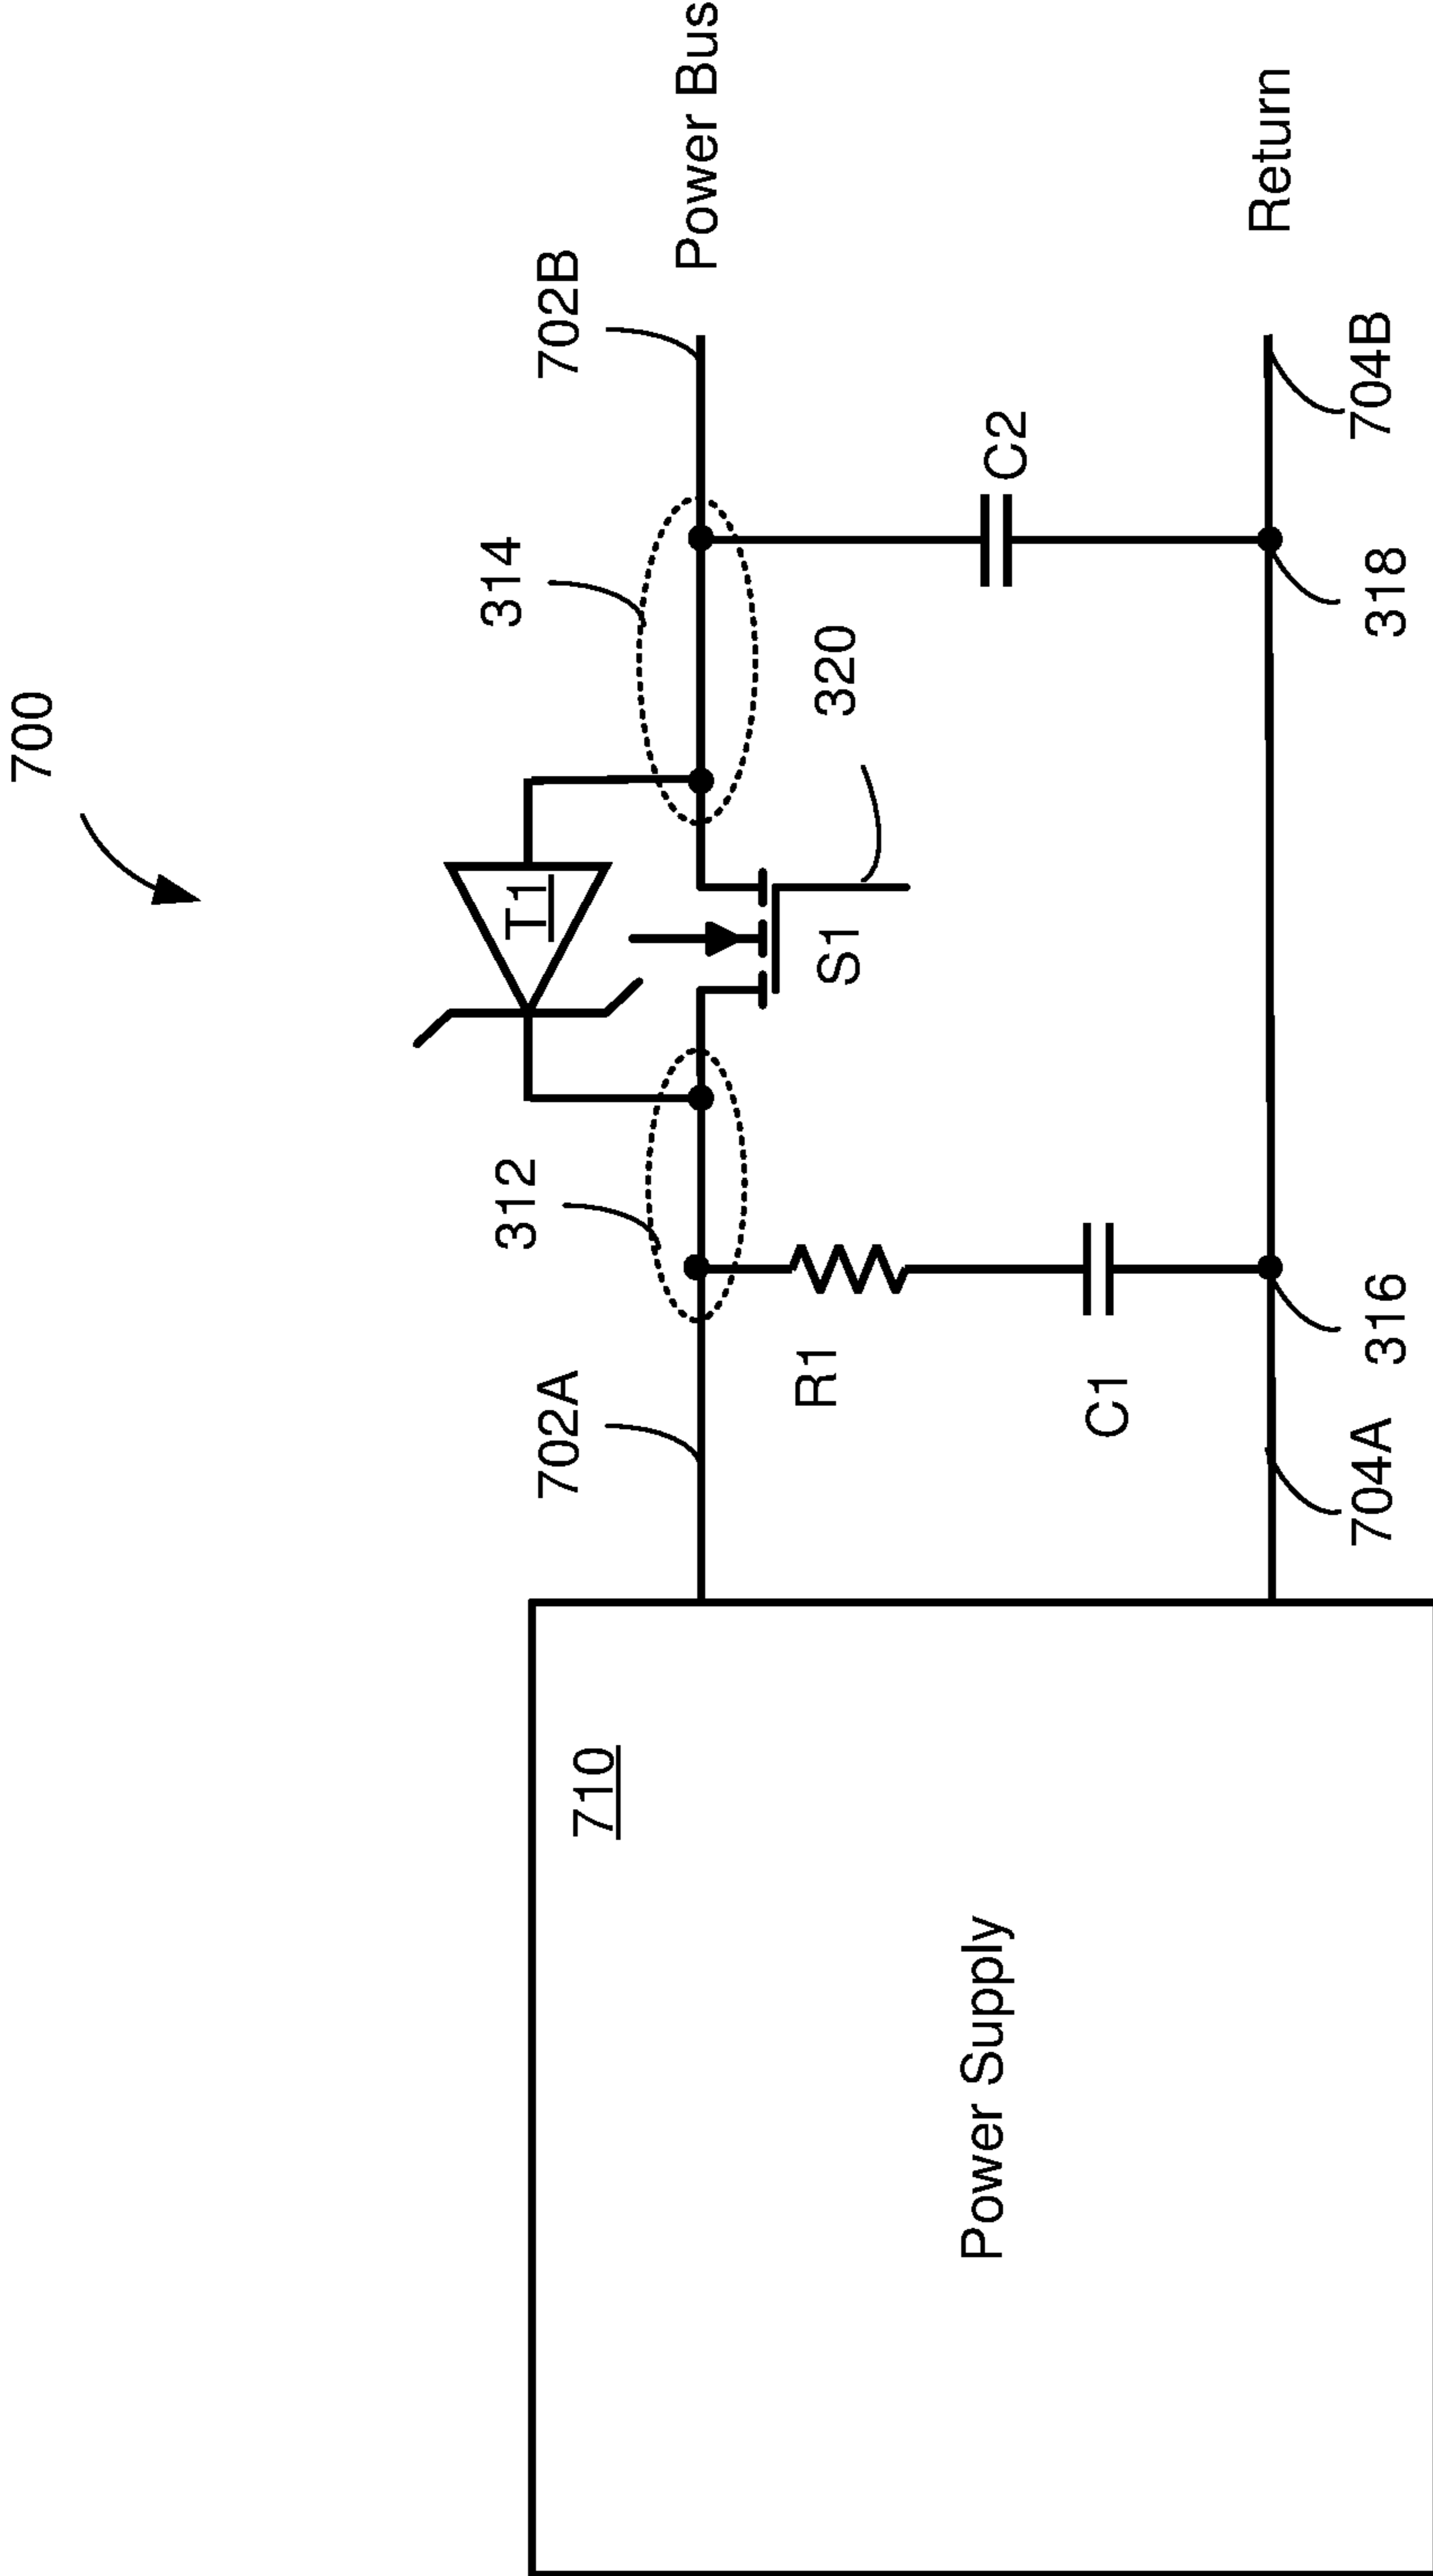 700
314
702B
Power Bus
T1
312
702A
320
S1
C2
710
R1
C1
Return
Power Supply
704A
316
318
704B